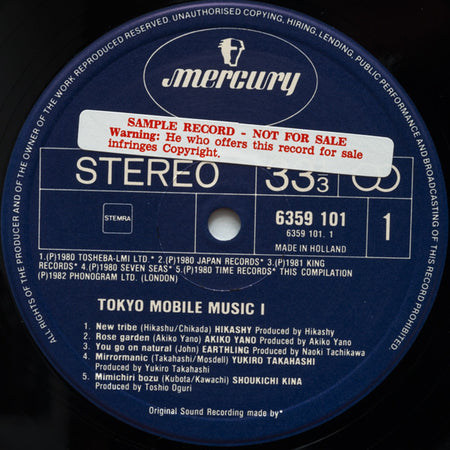 ALL RIGHTS OF THE PRODUCER AND OF THE OWNER OF THE WORK REPRODUCED RESERVED. UNAUTHORISED COPYING, HIRING, LENDING, PUBLIC PERFORMANCE AND BROADCASTING OF THIS RECORD PROHIBITED.
mercury
SAMPLE RECORD - NOT FOR SALE
Warning: He who offers this record for sale
infringes Copyright.
STEREO 33 1/3
STEMRA
6359 101
6359 101. 1
MADE IN HOLLAND
1
1.(P)1980 TOSHEBA-LMI LTD.* 2.(P)1980 JAPAN RECORDS* 3.(P)1981 KING
RECORDS* 4.(P)1980 SEVEN SEAS* 5.(P)1980 TIME RECORDS* THIS COMPILATION
(P)1982 PHONOGRAM LTD. (LONDON)
TOKYO MOBILE MUSIC I
1. New tribe (Hikashu/Chikada) HIKASHY Produced by Hikashy
2. Rose garden (Akiko Yano) AKIKO YANO Produced by Akiko Yano
3. You go on natural (John) EARTHLING Produced by Naoki Tachikawa
4. Mirrormanic (Takahashi/Mosdell) YUKIRO TAKAHASHI
Produced by Yukiro Takahashi
5. Mimichiri bozu (Kubota/Kawachi) SHOUKICHI KINA
Produced by Toshio Oguri
Original Sound Recording made by*